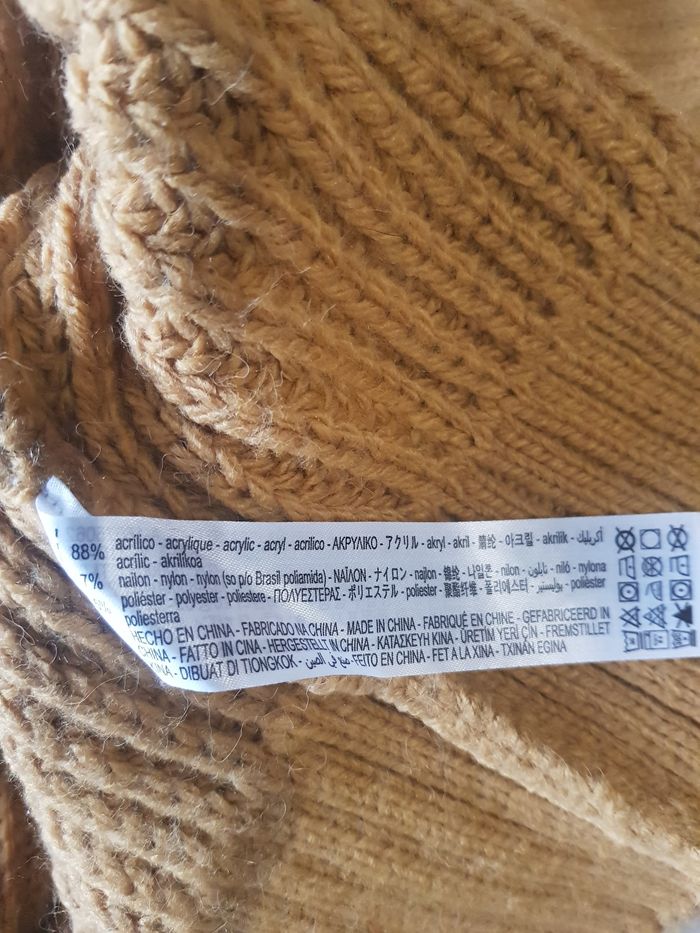 88% acrílico - acrylique - acrylic - acryl - acrilico - ΑΚΡΥΛΙΚΟ - アクリル - akryl - akril - 腈纶 - 아크릴 - akrilik - أكريليك
acrílic - akrilikoa
7% nailon - nylon - nylon (so p/o Brasil poliamida) - ΝΑΪΛΟΝ - ナイロン - najlon - 锦纶 - 나일론 - nilon - نايلون - niló - nylona
poliéster - polyester - poliestere - ΠΟΛΥΕΣΤΕΡΑΣ - ポリエステル - poliester - 聚酯纤维 - 폴리에스터 - بوليستير - polièster
poliesterra
HECHO EN CHINA - FABRICADO NA CHINA - MADE IN CHINA - FABRIQUÉ EN CHINE - GEFABRICEERD IN
CHINA - FATTO IN CINA - HERGESTELLT IN CHINA - ΚΑΤΑΣΚΕΥΗ ΚΙΝΑ - ÜRETİM YERİ ÇİN - FREMSTILLET
KINA - DIBUAT DI TIONGKOK - صنع في الصين - FEITO EN CHINA - FET A LA XINA - TXINAN EGINA